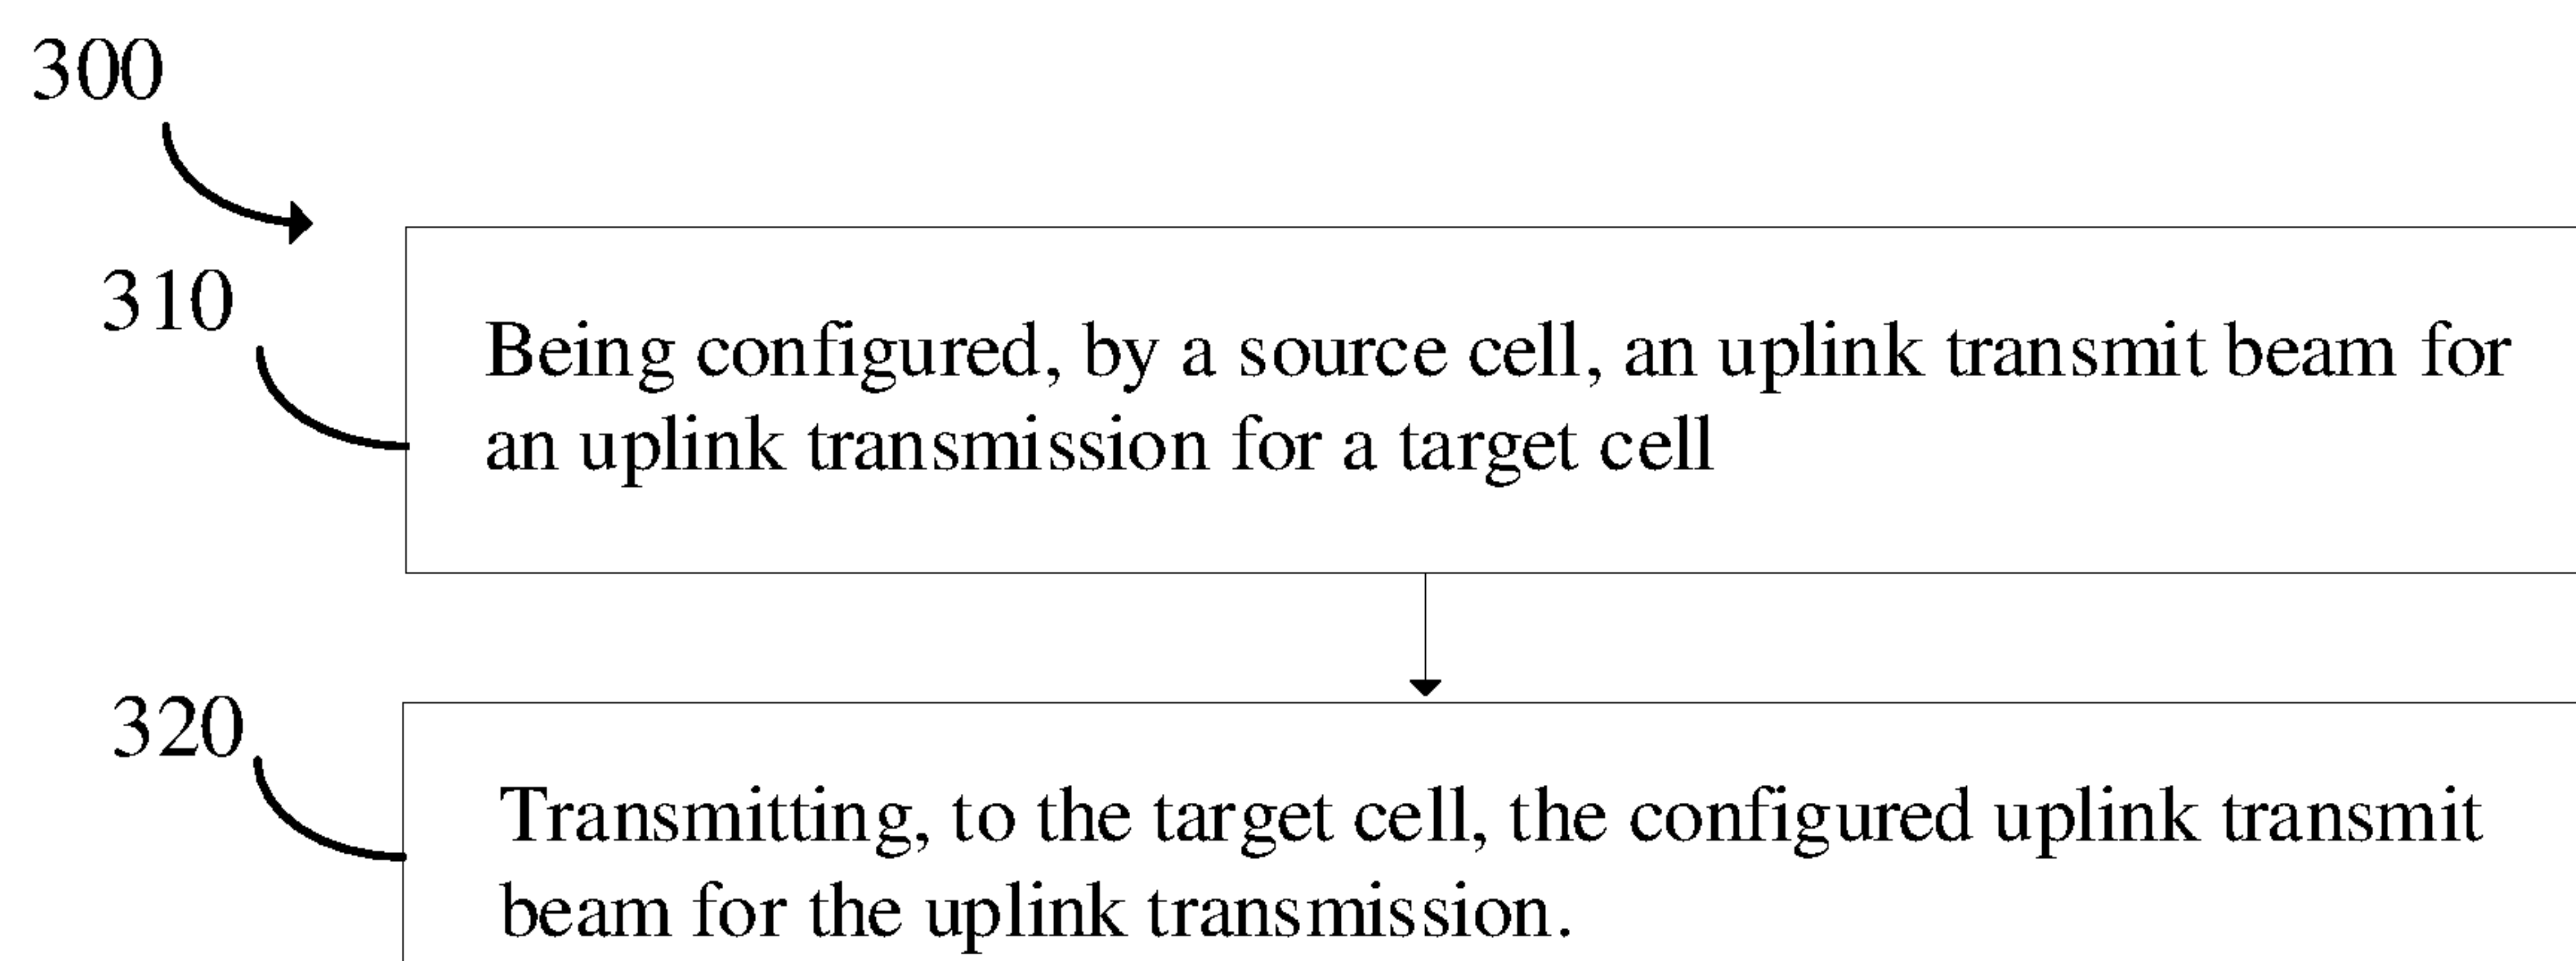 300
310
Being configured, by a source cell, an uplink transmit beam for
an uplink transmission for a target cell
320
Transmitting, to the target cell, the configured uplink transmit
beam for the uplink transmission.